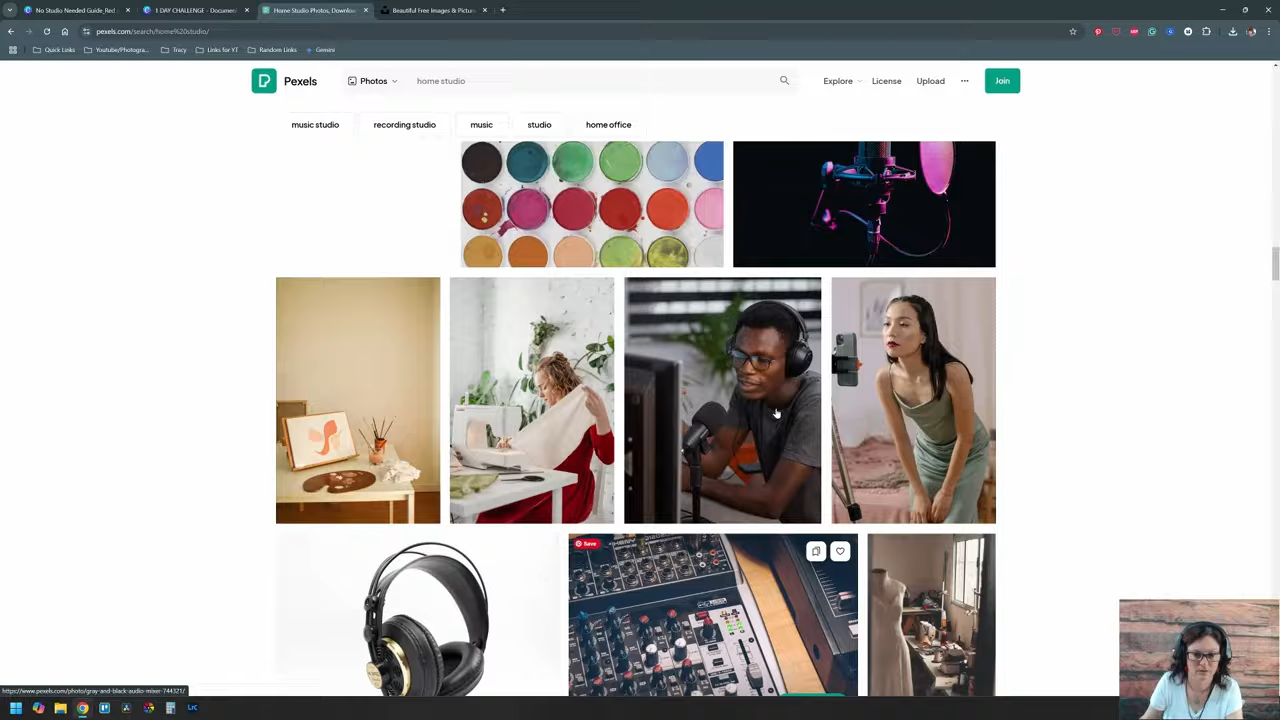 No Studio Needed Guide_Red -
1 DAY CHALLENGE - Document
Home Studio Photos, Downloa
Beautiful Free Images & Pictur
pexels.com/search/home%20studio/
Quick Links
Youtube/Photogra...
Tracy
Links for YT
Random Links
Gemini
Pexels
Photos
home studio
Explore
License
Upload
Join
music studio
recording studio
music
studio
home office
Save
https://www.pexels.com/photo/gray-and-black-audio-mixer-744321/
Lrc